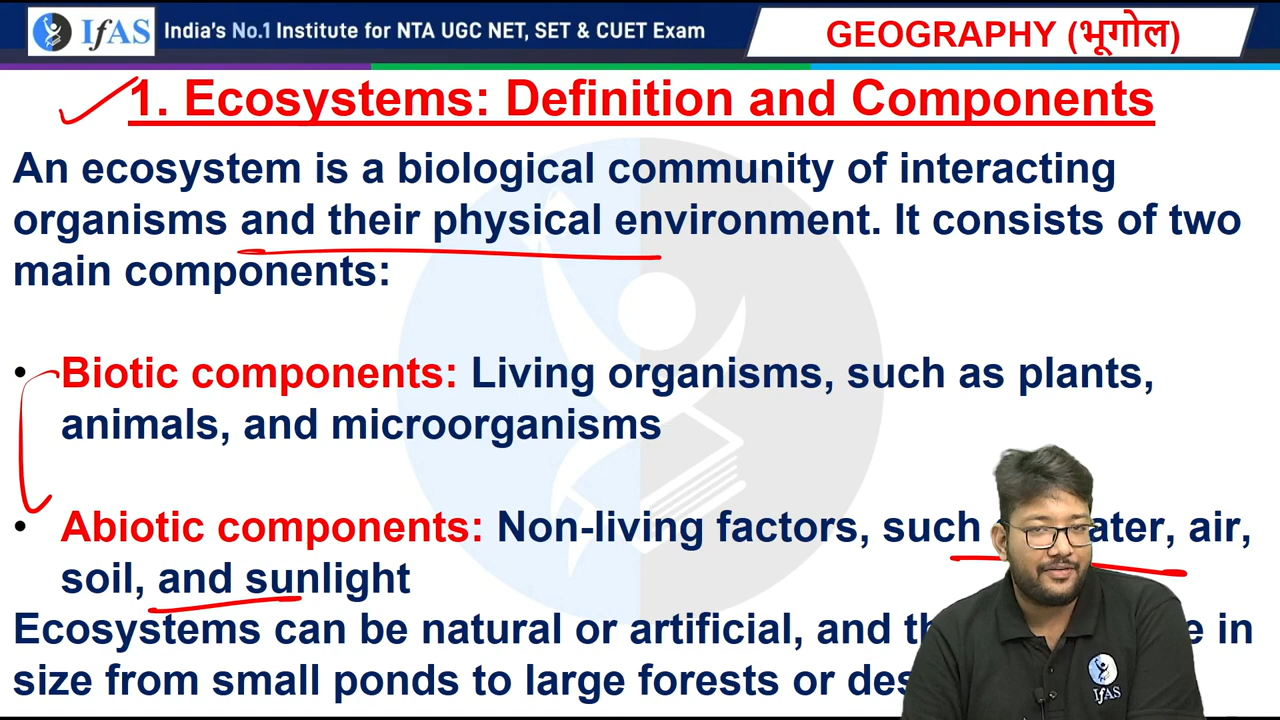 IfAS India's No.1 Institute for NTA UGC NET, SET & CUET Exam
GEOGRAPHY (भूगोल)
1. Ecosystems: Definition and Components
An ecosystem is a biological community of interacting
organisms and their physical environment. It consists of two
main components:
• Biotic components: Living organisms, such as plants,
animals, and microorganisms
• Abiotic components: Non-living factors, such ater, air,
soil, and sunlight
Ecosystems can be natural or artificial, and th e in
size from small ponds to large forests or des
IfAS